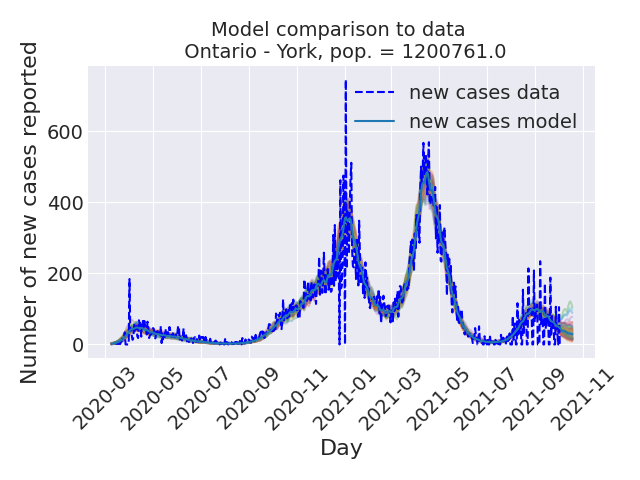 Model comparison to data
Ontario - York, pop. = 1200761.0
new cases data
new cases model
Number of new cases reported
600
400
200
0
2020-03
2020-05
2020-07
2020-09
2020-11
2021-01
2021-03
2021-05
2021-07
2021-09
2021-11
Day